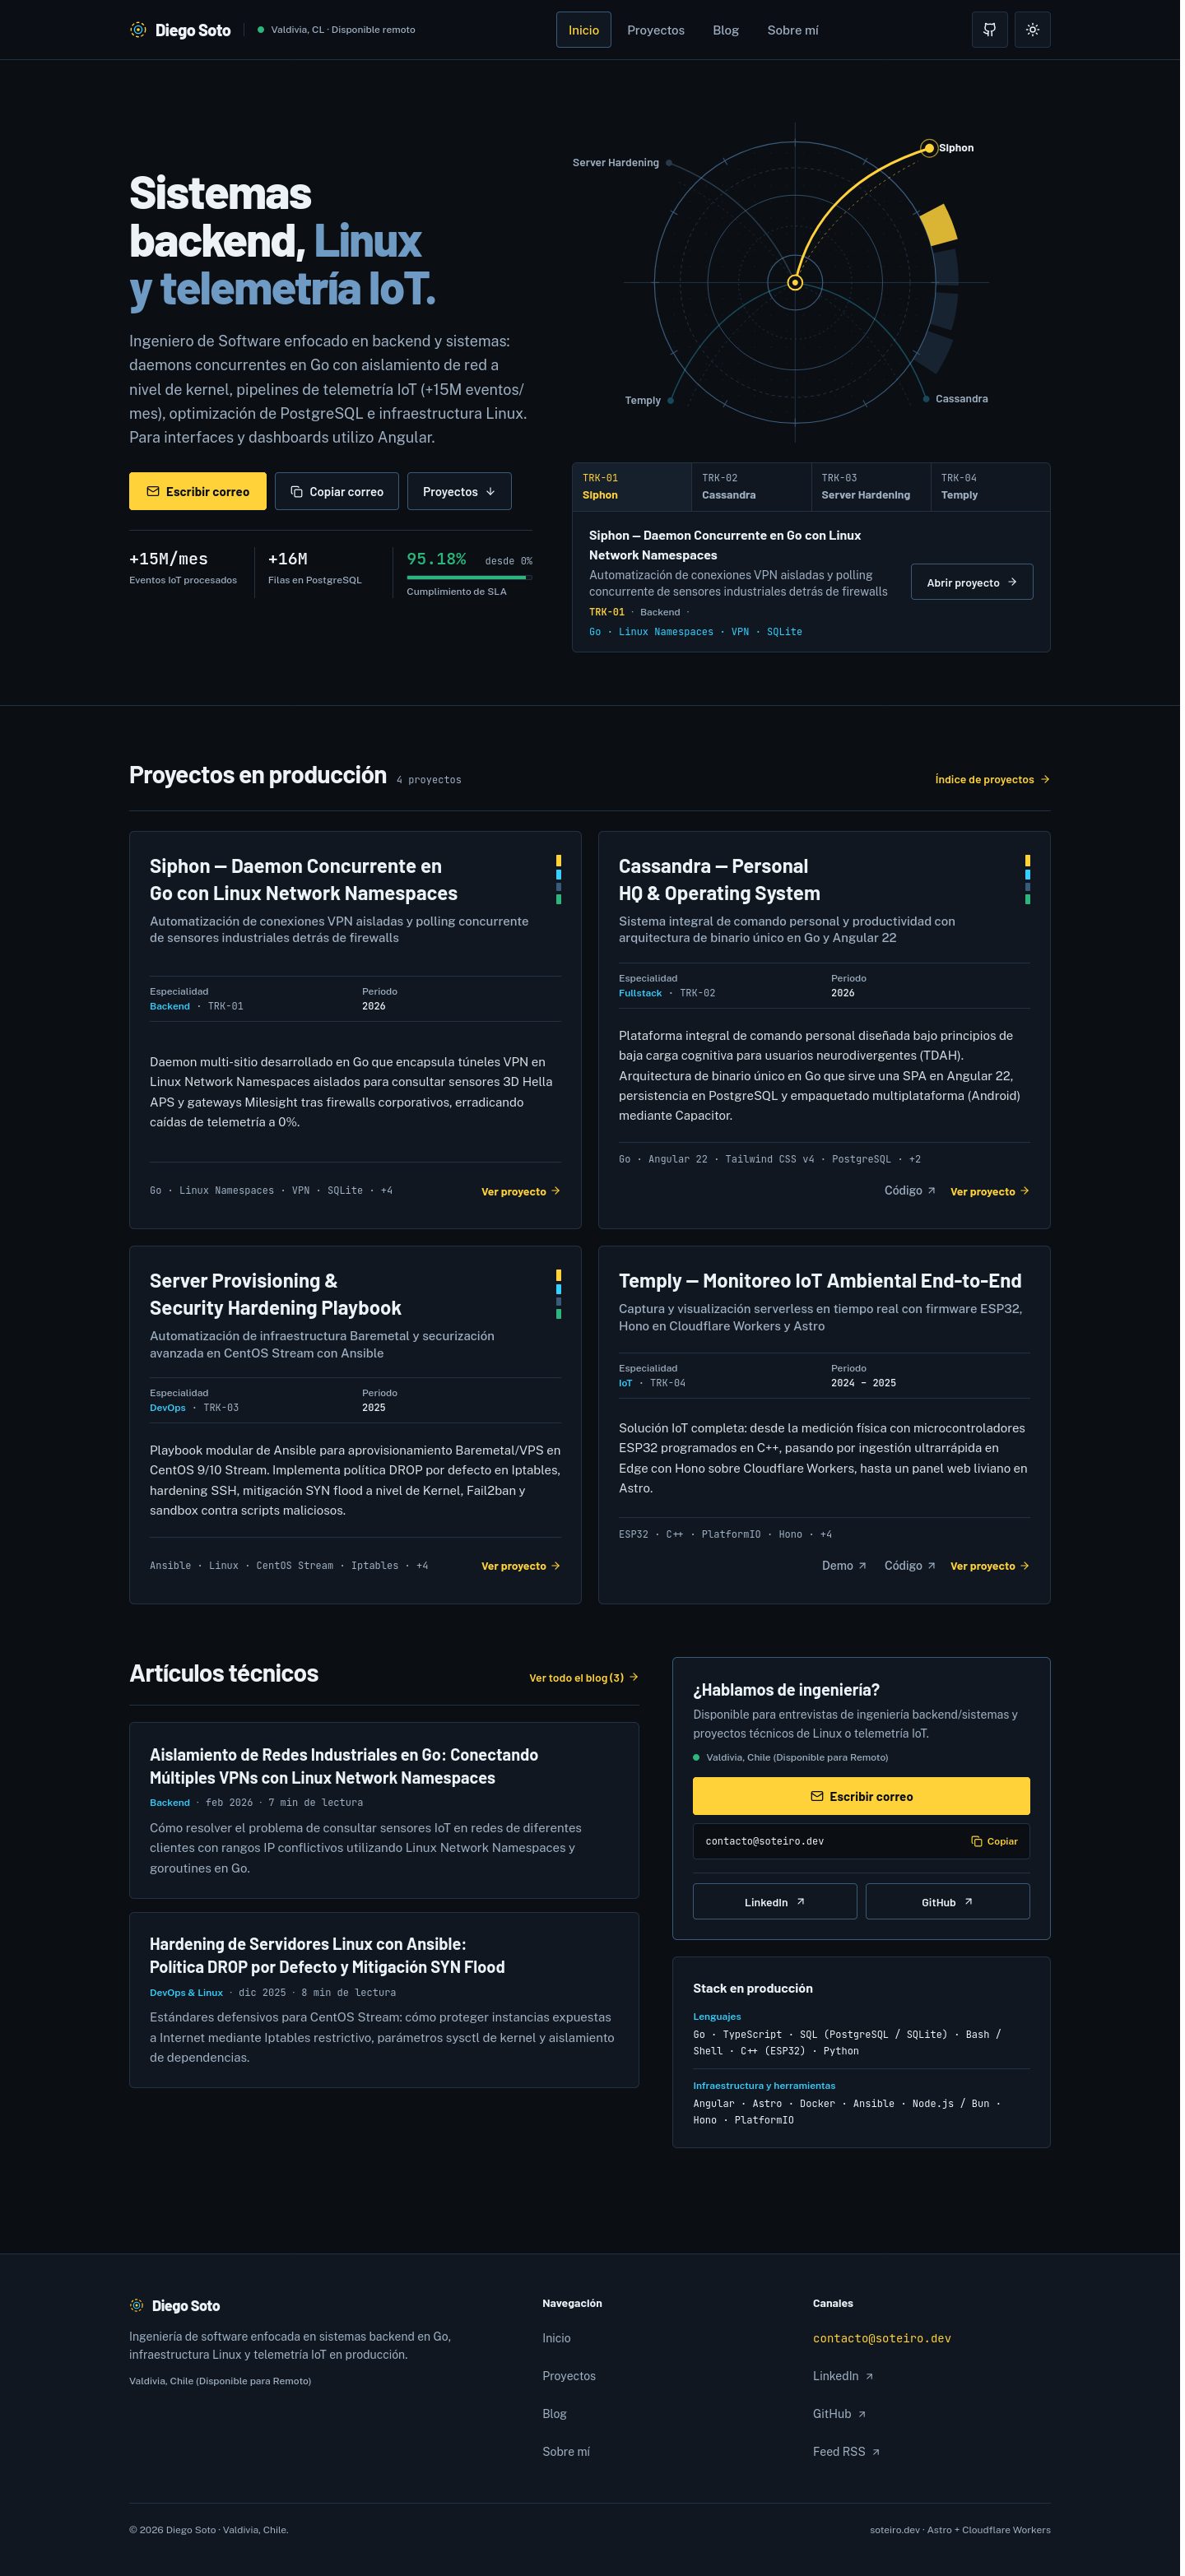 Diego Soto
Valdivia, CL · Disponible remoto
Inicio
Proyectos
Blog
Sobre mí
Sistemas
backend, Linux
y telemetría IoT.
Ingeniero de Software enfocado en backend y sistemas:
daemons concurrentes en Go con aislamiento de red a
nivel de kernel, pipelines de telemetría IoT (+15M eventos/
mes), optimización de PostgreSQL e infraestructura Linux.
Para interfaces y dashboards utilizo Angular.
Escribir correo
Copiar correo
Proyectos
+15M/mes
Eventos IoT procesados
+16M
Filas en PostgreSQL
95.18% desde 0%
Cumplimiento de SLA
Server Hardening
Siphon
Temply
Cassandra
TRK-01
Siphon
TRK-02
Cassandra
TRK-03
Server Hardening
TRK-04
Temply
Siphon — Daemon Concurrente en Go con Linux
Network Namespaces
Automatización de conexiones VPN aisladas y polling
concurrente de sensores industriales detrás de firewalls
TRK-01 · Backend ·
Go · Linux Namespaces · VPN · SQLite
Abrir proyecto
Proyectos en producción 4 proyectos
Índice de proyectos
Siphon — Daemon Concurrente en
Go con Linux Network Namespaces
Automatización de conexiones VPN aisladas y polling concurrente
de sensores industriales detrás de firewalls
Especialidad
Backend · TRK-01
Periodo
2026
Daemon multi-sitio desarrollado en Go que encapsula túneles VPN en
Linux Network Namespaces aislados para consultar sensores 3D Hella
APS y gateways Milesight tras firewalls corporativos, erradicando
caídas de telemetría a 0%.
Go · Linux Namespaces · VPN · SQLite · +4
Ver proyecto
Cassandra — Personal
HQ & Operating System
Sistema integral de comando personal y productividad con
arquitectura de binario único en Go y Angular 22
Especialidad
Fullstack · TRK-02
Periodo
2026
Plataforma integral de comando personal diseñada bajo principios de
baja carga cognitiva para usuarios neurodivergentes (TDAH).
Arquitectura de binario único en Go que sirve una SPA en Angular 22,
persistencia en PostgreSQL y empaquetado multiplataforma (Android)
mediante Capacitor.
Go · Angular 22 · Tailwind CSS v4 · PostgreSQL · +2
Código
Ver proyecto
Server Provisioning &
Security Hardening Playbook
Automatización de infraestructura Baremetal y securización
avanzada en CentOS Stream con Ansible
Especialidad
DevOps · TRK-03
Periodo
2025
Playbook modular de Ansible para aprovisionamiento Baremetal/VPS en
CentOS 9/10 Stream. Implementa política DROP por defecto en Iptables,
hardening SSH, mitigación SYN flood a nivel de Kernel, Fail2ban y
sandbox contra scripts maliciosos.
Ansible · Linux · CentOS Stream · Iptables · +4
Ver proyecto
Temply — Monitoreo IoT Ambiental End-to-End
Captura y visualización serverless en tiempo real con firmware ESP32,
Hono en Cloudflare Workers y Astro
Especialidad
IoT · TRK-04
Periodo
2024 – 2025
Solución IoT completa: desde la medición física con microcontroladores
ESP32 programados en C++, pasando por ingestión ultrarrápida en
Edge con Hono sobre Cloudflare Workers, hasta un panel web liviano en
Astro.
ESP32 · C++ · PlatformIO · Hono · +4
Demo
Código
Ver proyecto
Artículos técnicos
Ver todo el blog (3)
Aislamiento de Redes Industriales en Go: Conectando
Múltiples VPNs con Linux Network Namespaces
Backend · feb 2026 · 7 min de lectura
Cómo resolver el problema de consultar sensores IoT en redes de diferentes
clientes con rangos IP conflictivos utilizando Linux Network Namespaces y
goroutines en Go.
Hardening de Servidores Linux con Ansible:
Política DROP por Defecto y Mitigación SYN Flood
DevOps & Linux · dic 2025 · 8 min de lectura
Estándares defensivos para CentOS Stream: cómo proteger instancias expuestas
a Internet mediante Iptables restrictivo, parámetros sysctl de kernel y aislamiento
de dependencias.
¿Hablamos de ingeniería?
Disponible para entrevistas de ingeniería backend/sistemas y
proyectos técnicos de Linux o telemetría IoT.
Valdivia, Chile (Disponible para Remoto)
Escribir correo
contacto@soteiro.dev
Copiar
LinkedIn
GitHub
Stack en producción
Lenguajes
Go · TypeScript · SQL (PostgreSQL / SQLite) · Bash /
Shell · C++ (ESP32) · Python
Infraestructura y herramientas
Angular · Astro · Docker · Ansible · Node.js / Bun ·
Hono · PlatformIO
Diego Soto
Ingeniería de software enfocada en sistemas backend en Go,
infraestructura Linux y telemetría IoT en producción.
Valdivia, Chile (Disponible para Remoto)
Navegación
Inicio
Proyectos
Blog
Sobre mí
Canales
contacto@soteiro.dev
LinkedIn
GitHub
Feed RSS
© 2026 Diego Soto · Valdivia, Chile.
soteiro.dev · Astro + Cloudflare Workers